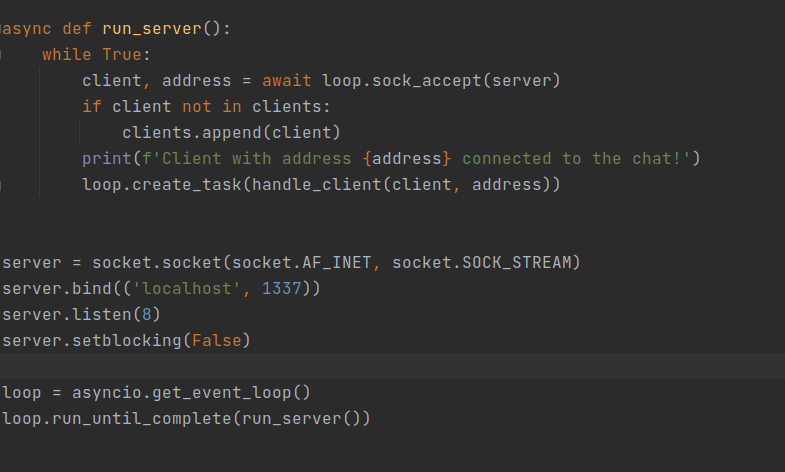 async def run_server():
    while True:
        client, address = await loop.sock_accept(server)
        if client not in clients:
            clients.append(client)
        print(f'Client with address {address} connected to the chat!')
        loop.create_task(handle_client(client, address))
server = socket.socket(socket.AF_INET, socket.SOCK_STREAM)
server.bind(('localhost', 1337))
server.listen(8)
server.setblocking(False)
loop = asyncio.get_event_loop()
loop.run_until_complete(run_server())